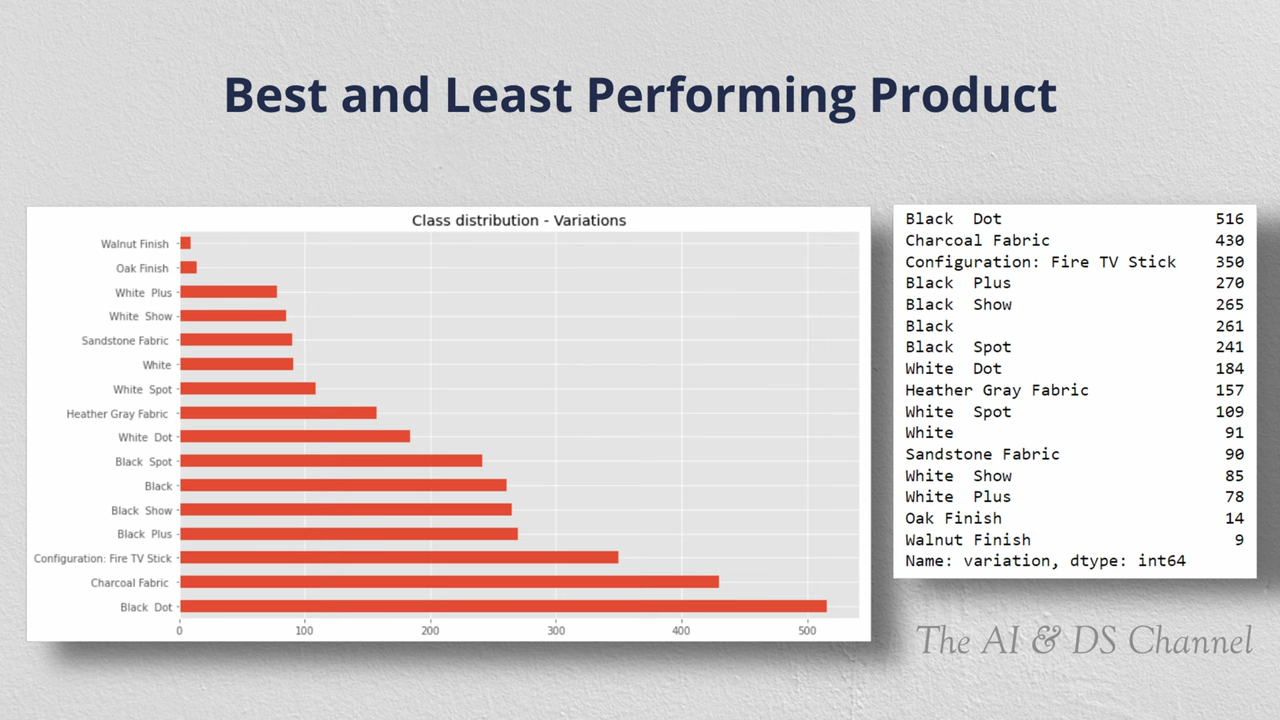 Best and Least Performing Product
Class distribution - Variations
Walnut Finish
Oak Finish
White  Plus
White  Show
Sandstone Fabric
White
White  Spot
Heather Gray Fabric
White  Dot
Black  Spot
Black
Black  Show
Black  Plus
Configuration: Fire TV Stick
Charcoal Fabric
Black  Dot
0 100 200 300 400 500
Black  Dot 516
Charcoal Fabric 430
Configuration: Fire TV Stick 350
Black  Plus 270
Black  Show 265
Black 261
Black  Spot 241
White  Dot 184
Heather Gray Fabric 157
White  Spot 109
White 91
Sandstone Fabric 90
White  Show 85
White  Plus 78
Oak Finish 14
Walnut Finish 9
Name: variation, dtype: int64
The AI & DS Channel